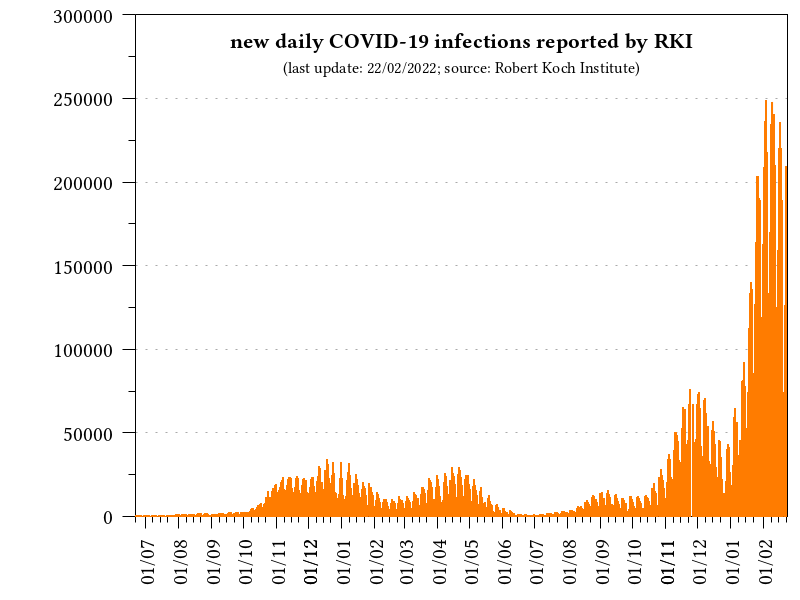 new daily COVID-19 infections reported by RKI
(last update: 22/02/2022; source: Robert Koch Institute)
300000
250000
200000
150000
100000
50000
0
01/07 01/08 01/09 01/10 01/11 01/12 01/01 01/02 01/03 01/04 01/05 01/06 01/07 01/08 01/09 01/10 01/11 01/12 01/01 01/02